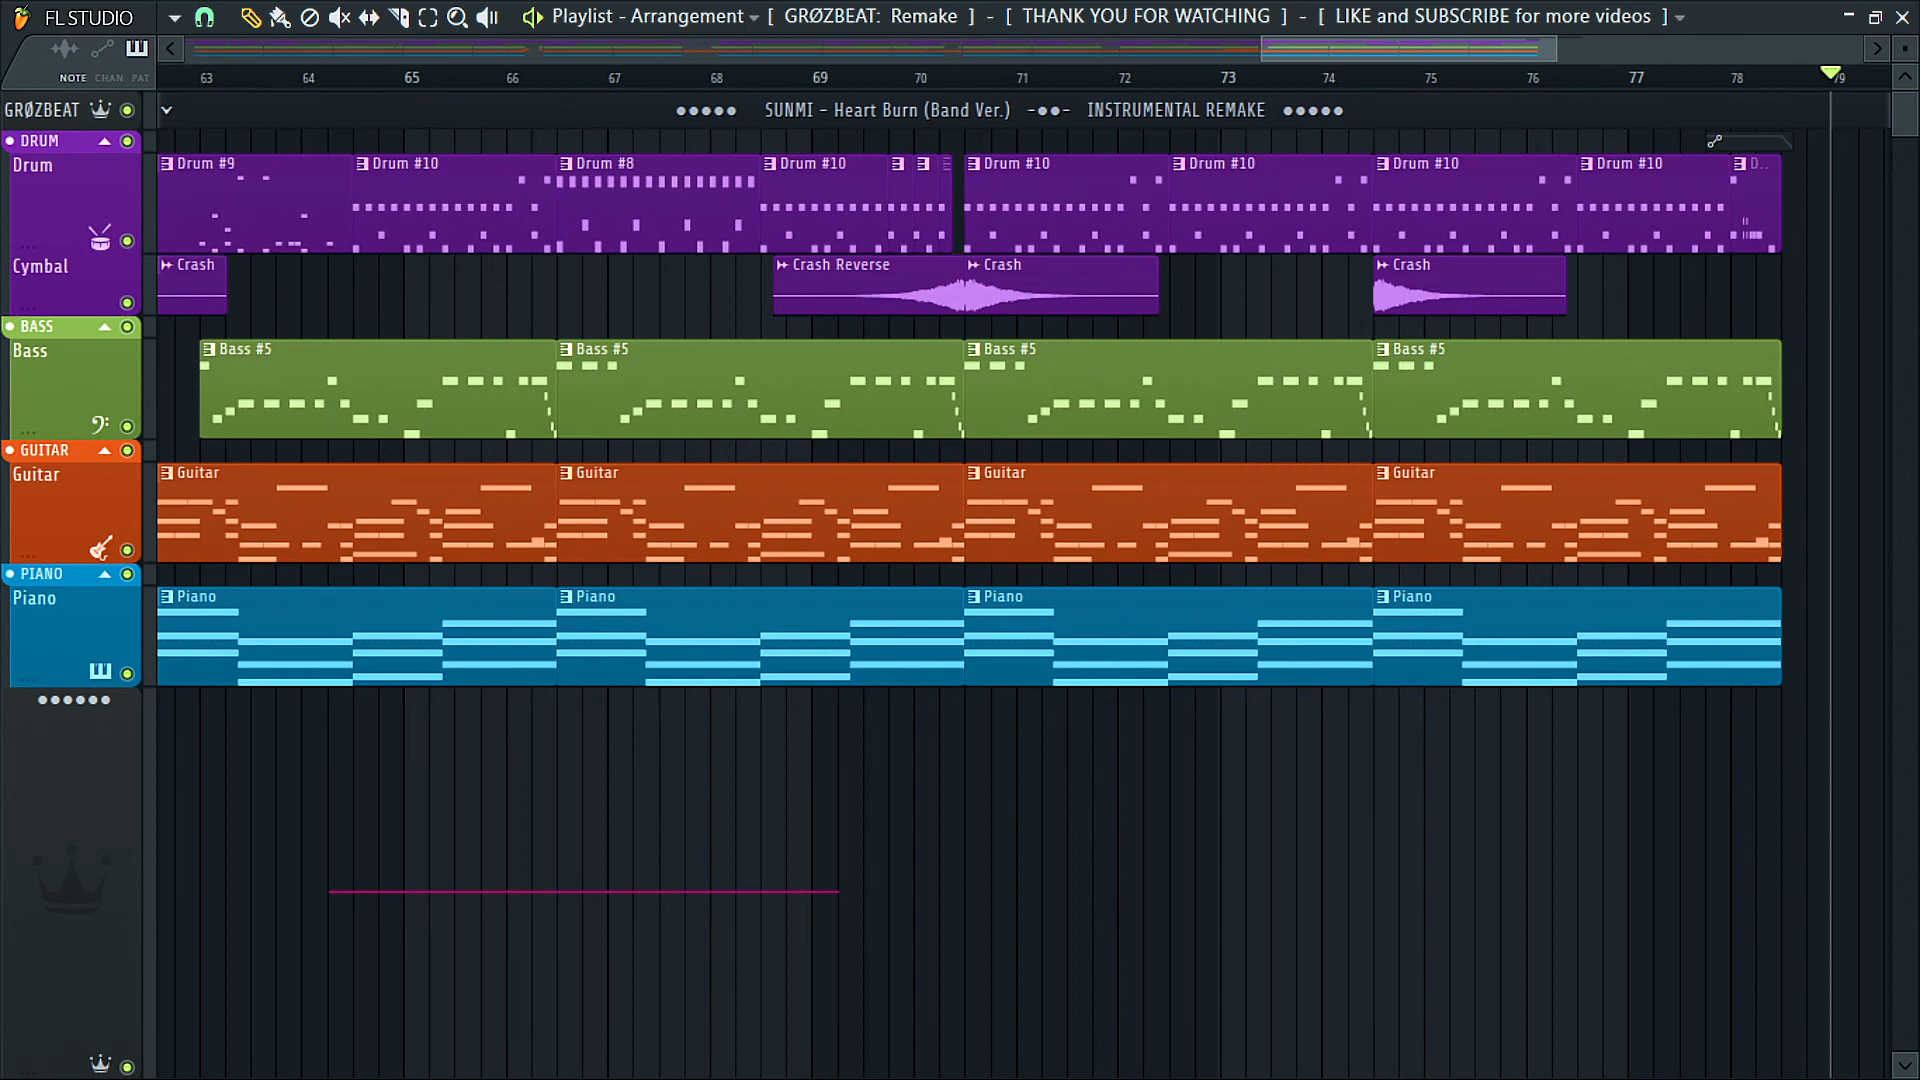 FL STUDIO Playlist - Arrangement [ GRØZBEAT: Remake ] - [ THANK YOU FOR WATCHING ] - [ LIKE and SUBSCRIBE for more videos ]
NOTE CHAN PAT
63 64 65 66 67 68 69 70 71 72 73 74 75 76 77 78 79
GRØZBEAT ●●●●● SUNMI - Heart Burn (Band Ver.) -●●- INSTRUMENTAL REMAKE ●●●●●
DRUM
Drum Drum #9 Drum #10 Drum #8 Drum #10 Drum #10 Drum #10 Drum #10 Drum #10 D..
Cymbal Crash Crash Reverse Crash Crash
BASS
Bass Bass #5 Bass #5 Bass #5 Bass #5
GUITAR
Guitar Guitar Guitar Guitar Guitar
PIANO
Piano Piano Piano Piano Piano
●●●●●●